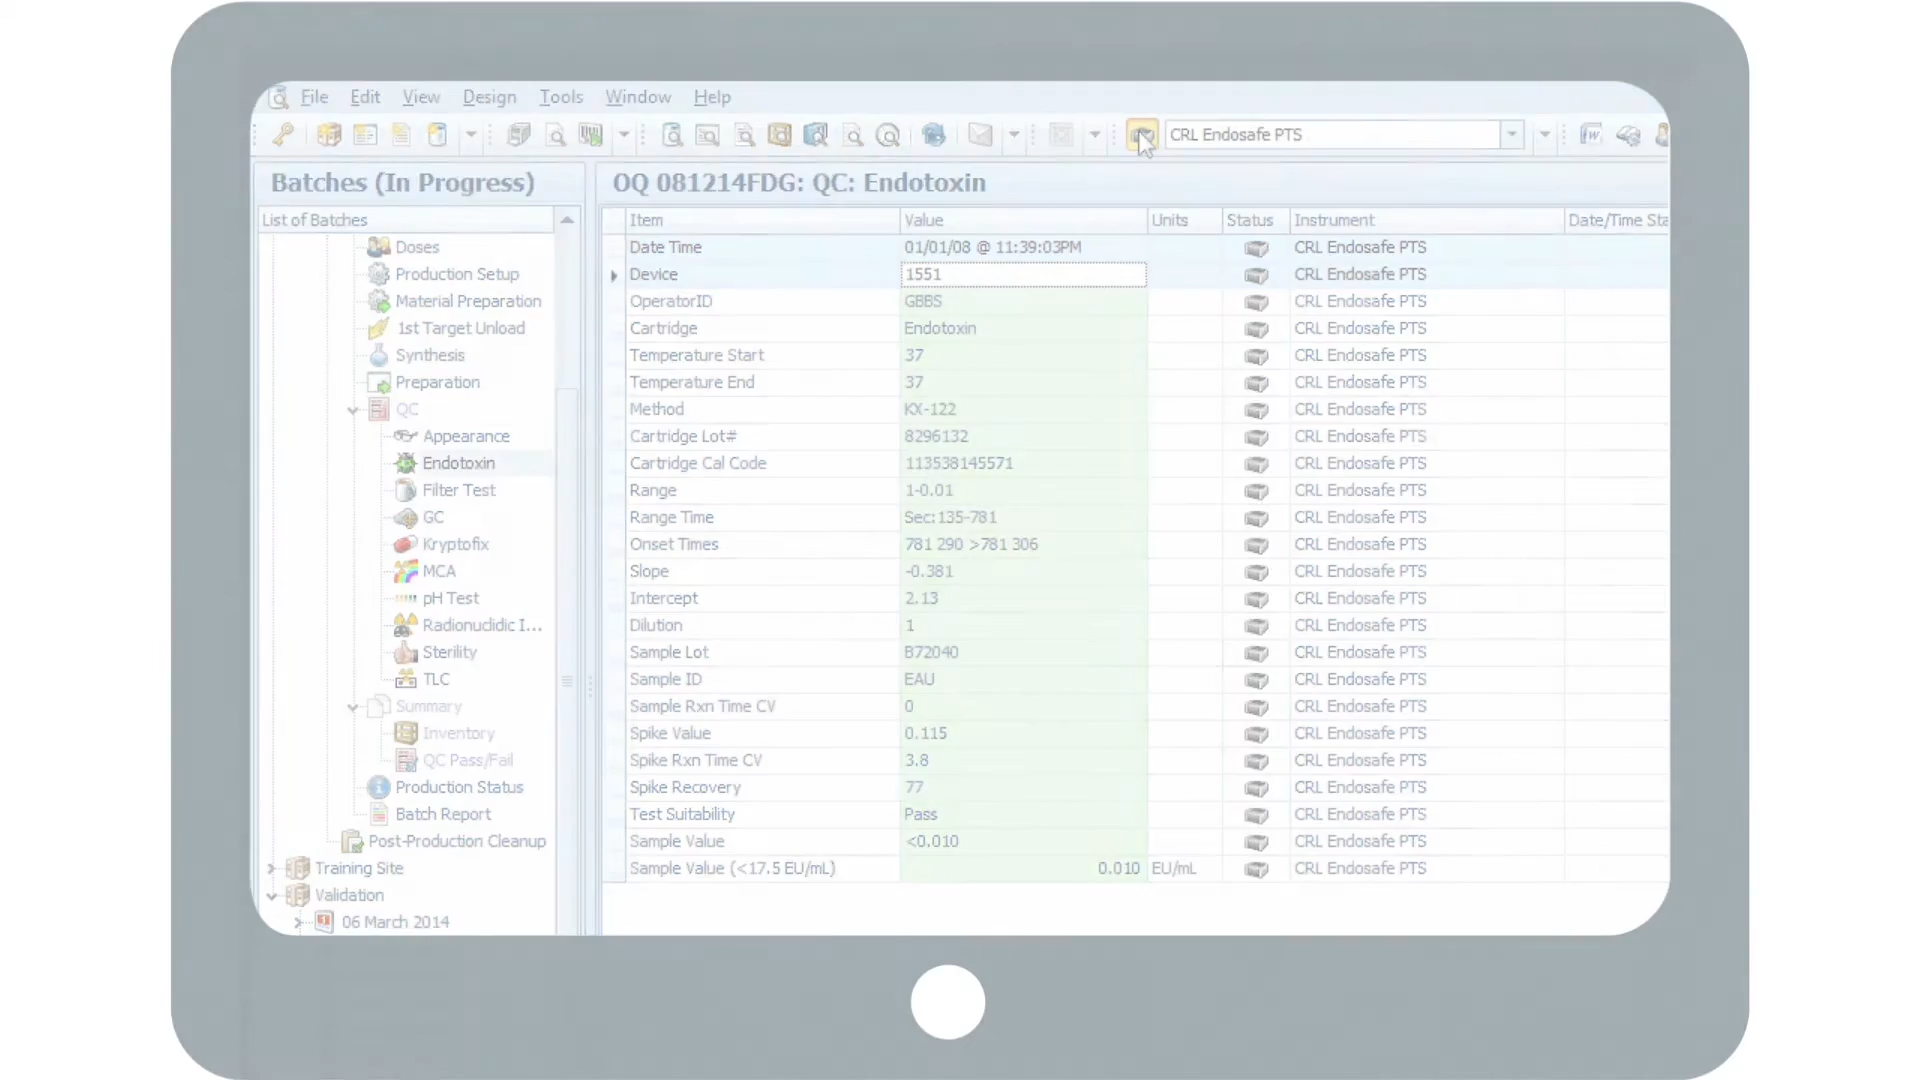 File Edit View Design Tools Window Help
CRL Endosafe PTS
Batches (In Progress)
List of Batches
Doses
Production Setup
Material Preparation
1st Target Unload
Synthesis
Preparation
QC
Appearance
Endotoxin
Filter Test
GC
Kryptofix
MCA
pH Test
Radionuclidic I...
Sterility
TLC
Summary
Inventory
QC Pass/Fail
Production Status
Batch Report
Post-Production Cleanup
Training Site
Validation
06 March 2014
OQ 081214FDG: QC: Endotoxin
Item Value Units Status Instrument Date/Time Sta
Date Time 01/01/08 @ 11:39:03PM CRL Endosafe PTS
Device 1551 CRL Endosafe PTS
OperatorID GBBS CRL Endosafe PTS
Cartridge Endotoxin CRL Endosafe PTS
Temperature Start 37 CRL Endosafe PTS
Temperature End 37 CRL Endosafe PTS
Method KX-122 CRL Endosafe PTS
Cartridge Lot# 8296132 CRL Endosafe PTS
Cartridge Cal Code 113538145571 CRL Endosafe PTS
Range 1-0.01 CRL Endosafe PTS
Range Time Sec:135-781 CRL Endosafe PTS
Onset Times 781 290 >781 306 CRL Endosafe PTS
Slope -0.381 CRL Endosafe PTS
Intercept 2.13 CRL Endosafe PTS
Dilution 1 CRL Endosafe PTS
Sample Lot B72040 CRL Endosafe PTS
Sample ID EAU CRL Endosafe PTS
Sample Rxn Time CV 0 CRL Endosafe PTS
Spike Value 0.115 CRL Endosafe PTS
Spike Rxn Time CV 3.8 CRL Endosafe PTS
Spike Recovery 77 CRL Endosafe PTS
Test Suitability Pass CRL Endosafe PTS
Sample Value <0.010 CRL Endosafe PTS
Sample Value (<17.5 EU/mL) 0.010 EU/mL CRL Endosafe PTS